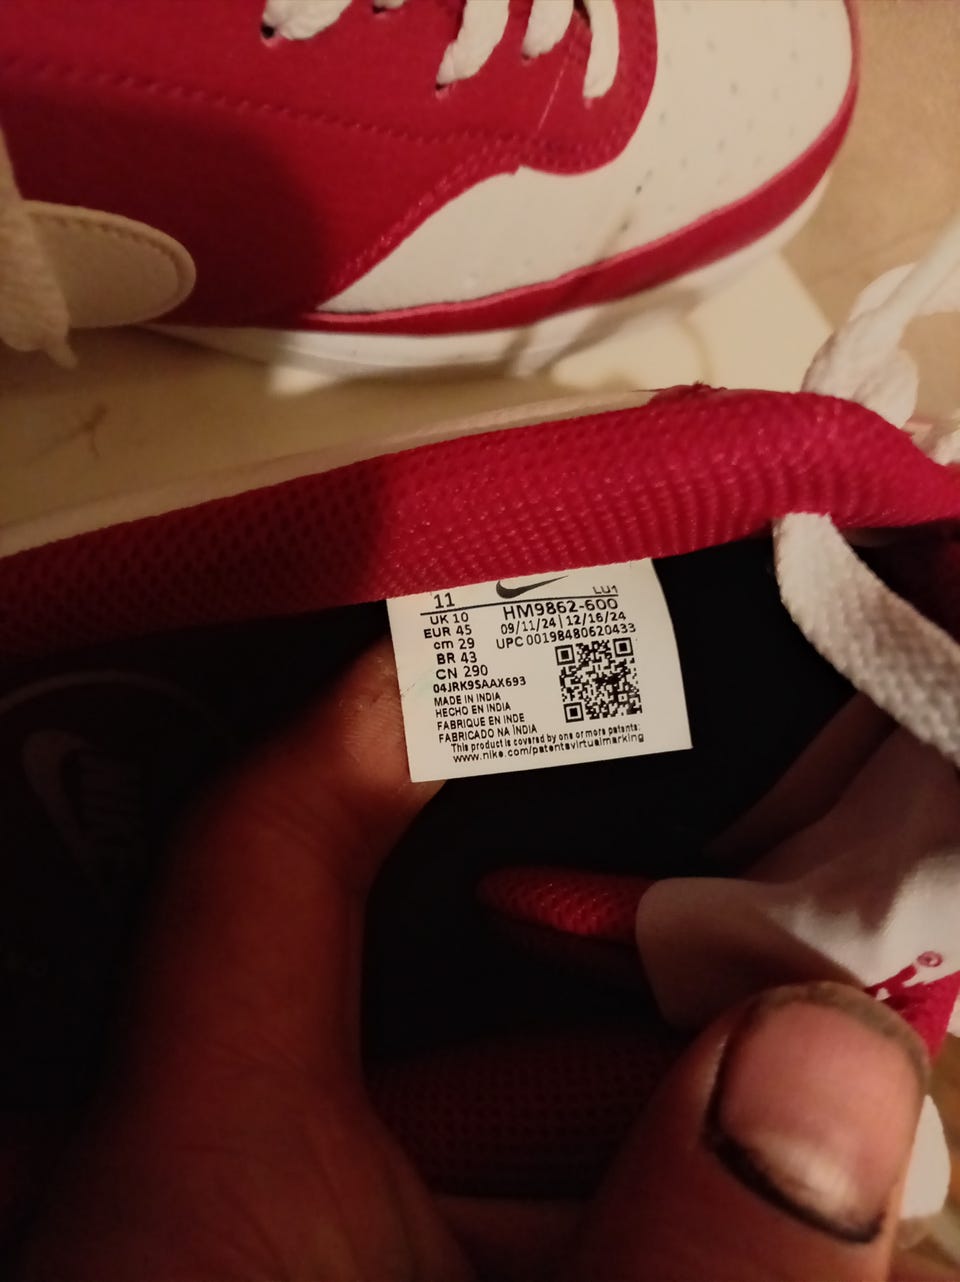 11
LU1
UK 10
EUR 45
cm 29
BR 43
CN 290
HM9862-600
09/11/24 | 12/16/24
UPC 00198480620433
04JRK9SAAX693
MADE IN INDIA
HECHO EN INDIA
FABRIQUE EN INDE
FABRICADO NA ÍNDIA
This product is covered by one or more patents:
www.nike.com/patentsvirtualmarking
®